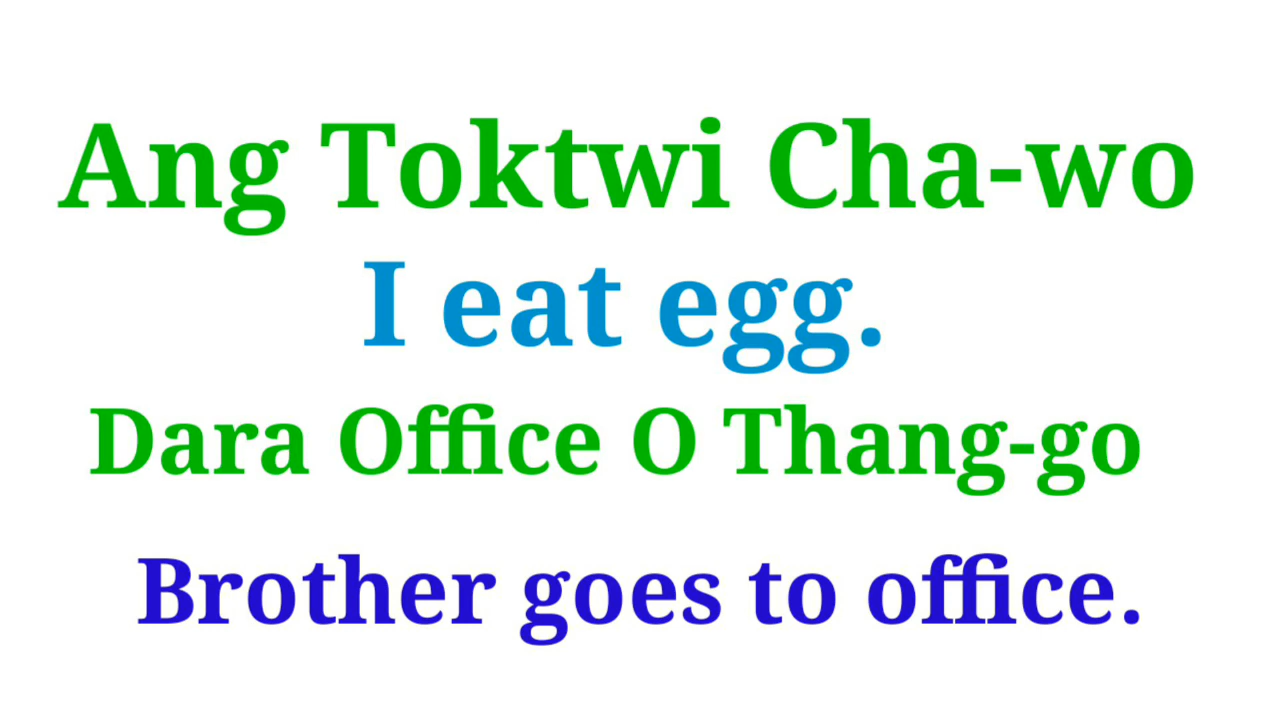 Ang Toktwi Cha-wo
I eat egg.
Dara Office O Thang-go
Brother goes to office.